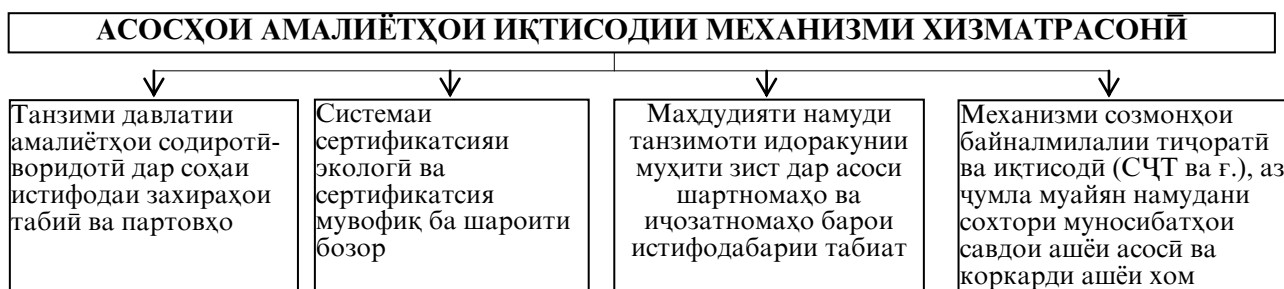 АСОСҲОИ АМАЛИЁТҲОИ ИҚТИСОДИИ МЕХАНИЗМИ ХИЗМАТРАСОНӢ
Танзими давлатии
амалиётҳои содиротӣ-
воридотӣ дар соҳаи
истифодаи захираҳои
табиӣ ва партовҳо
Системаи
сертификатсияи
экологӣ ва
сертификатсия
мувофиқ ба шароити
бозор
Маҳдудияти намуди
танзимоти идоракунии
муҳити зист дар асоси
шартномаҳо ва
иҷозатномаҳо барои
истифодабарии табиат
Механизми созмонҳои
байналмилалии тиҷоратӣ
ва иқтисодӣ (СҶТ ва ғ.), аз
ҷумла муайян намудани
сохтори муносибатҳои
савдои ашёи асосӣ ва
коркарди ашёи хом